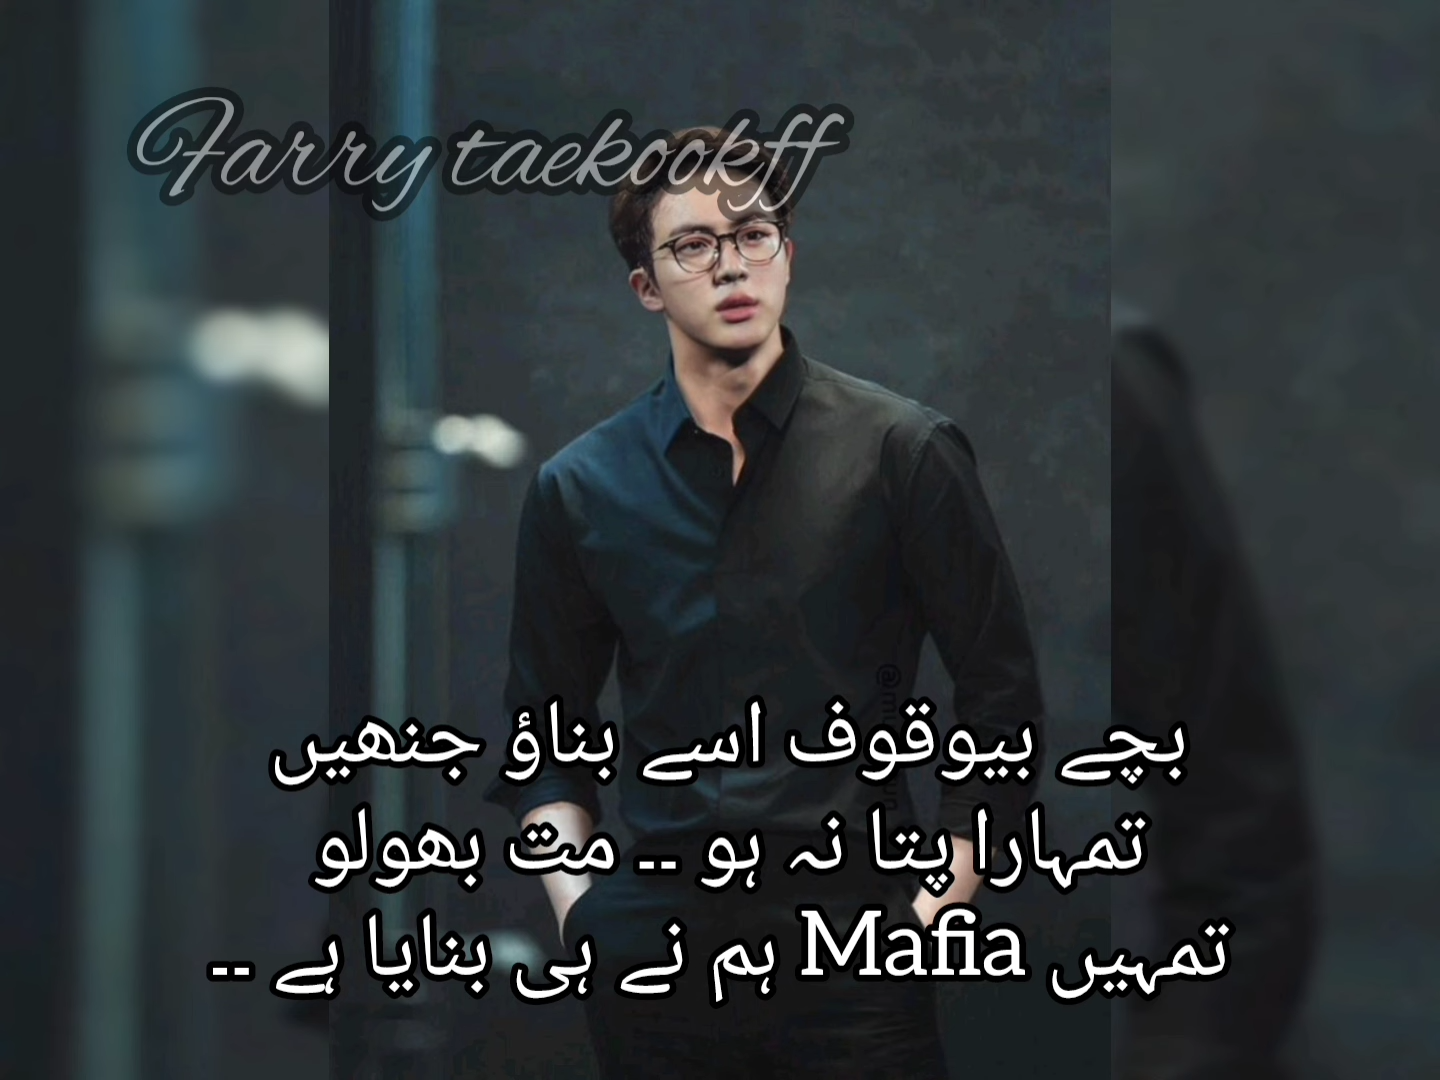 Farry taekookff
بچے بیوقوف اسے بناؤ جنھیں
تمہارا پتا نہ ہو -- مت بھولو
تمہیں Mafia ہم نے ہی بنایا ہے --